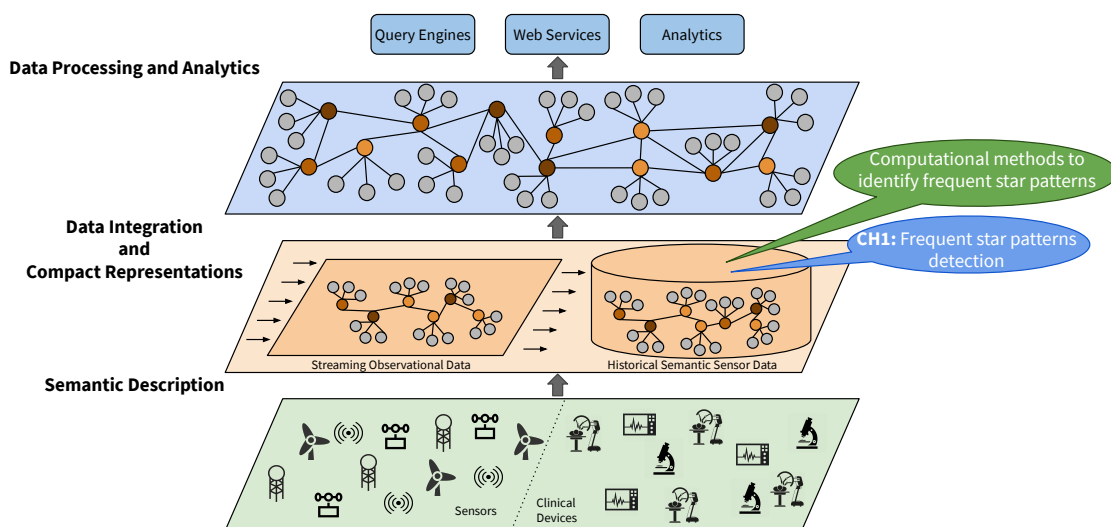 Query Engines
Web Services
Analytics
Data Processing and Analytics
Computational methods to
identify frequent star patterns
Data Integration
and
Compact Representations
CH1: Frequent star patterns
detection
Streaming Observational Data
Historical Semantic Sensor Data
Semantic Description
Sensors
Clinical
Devices